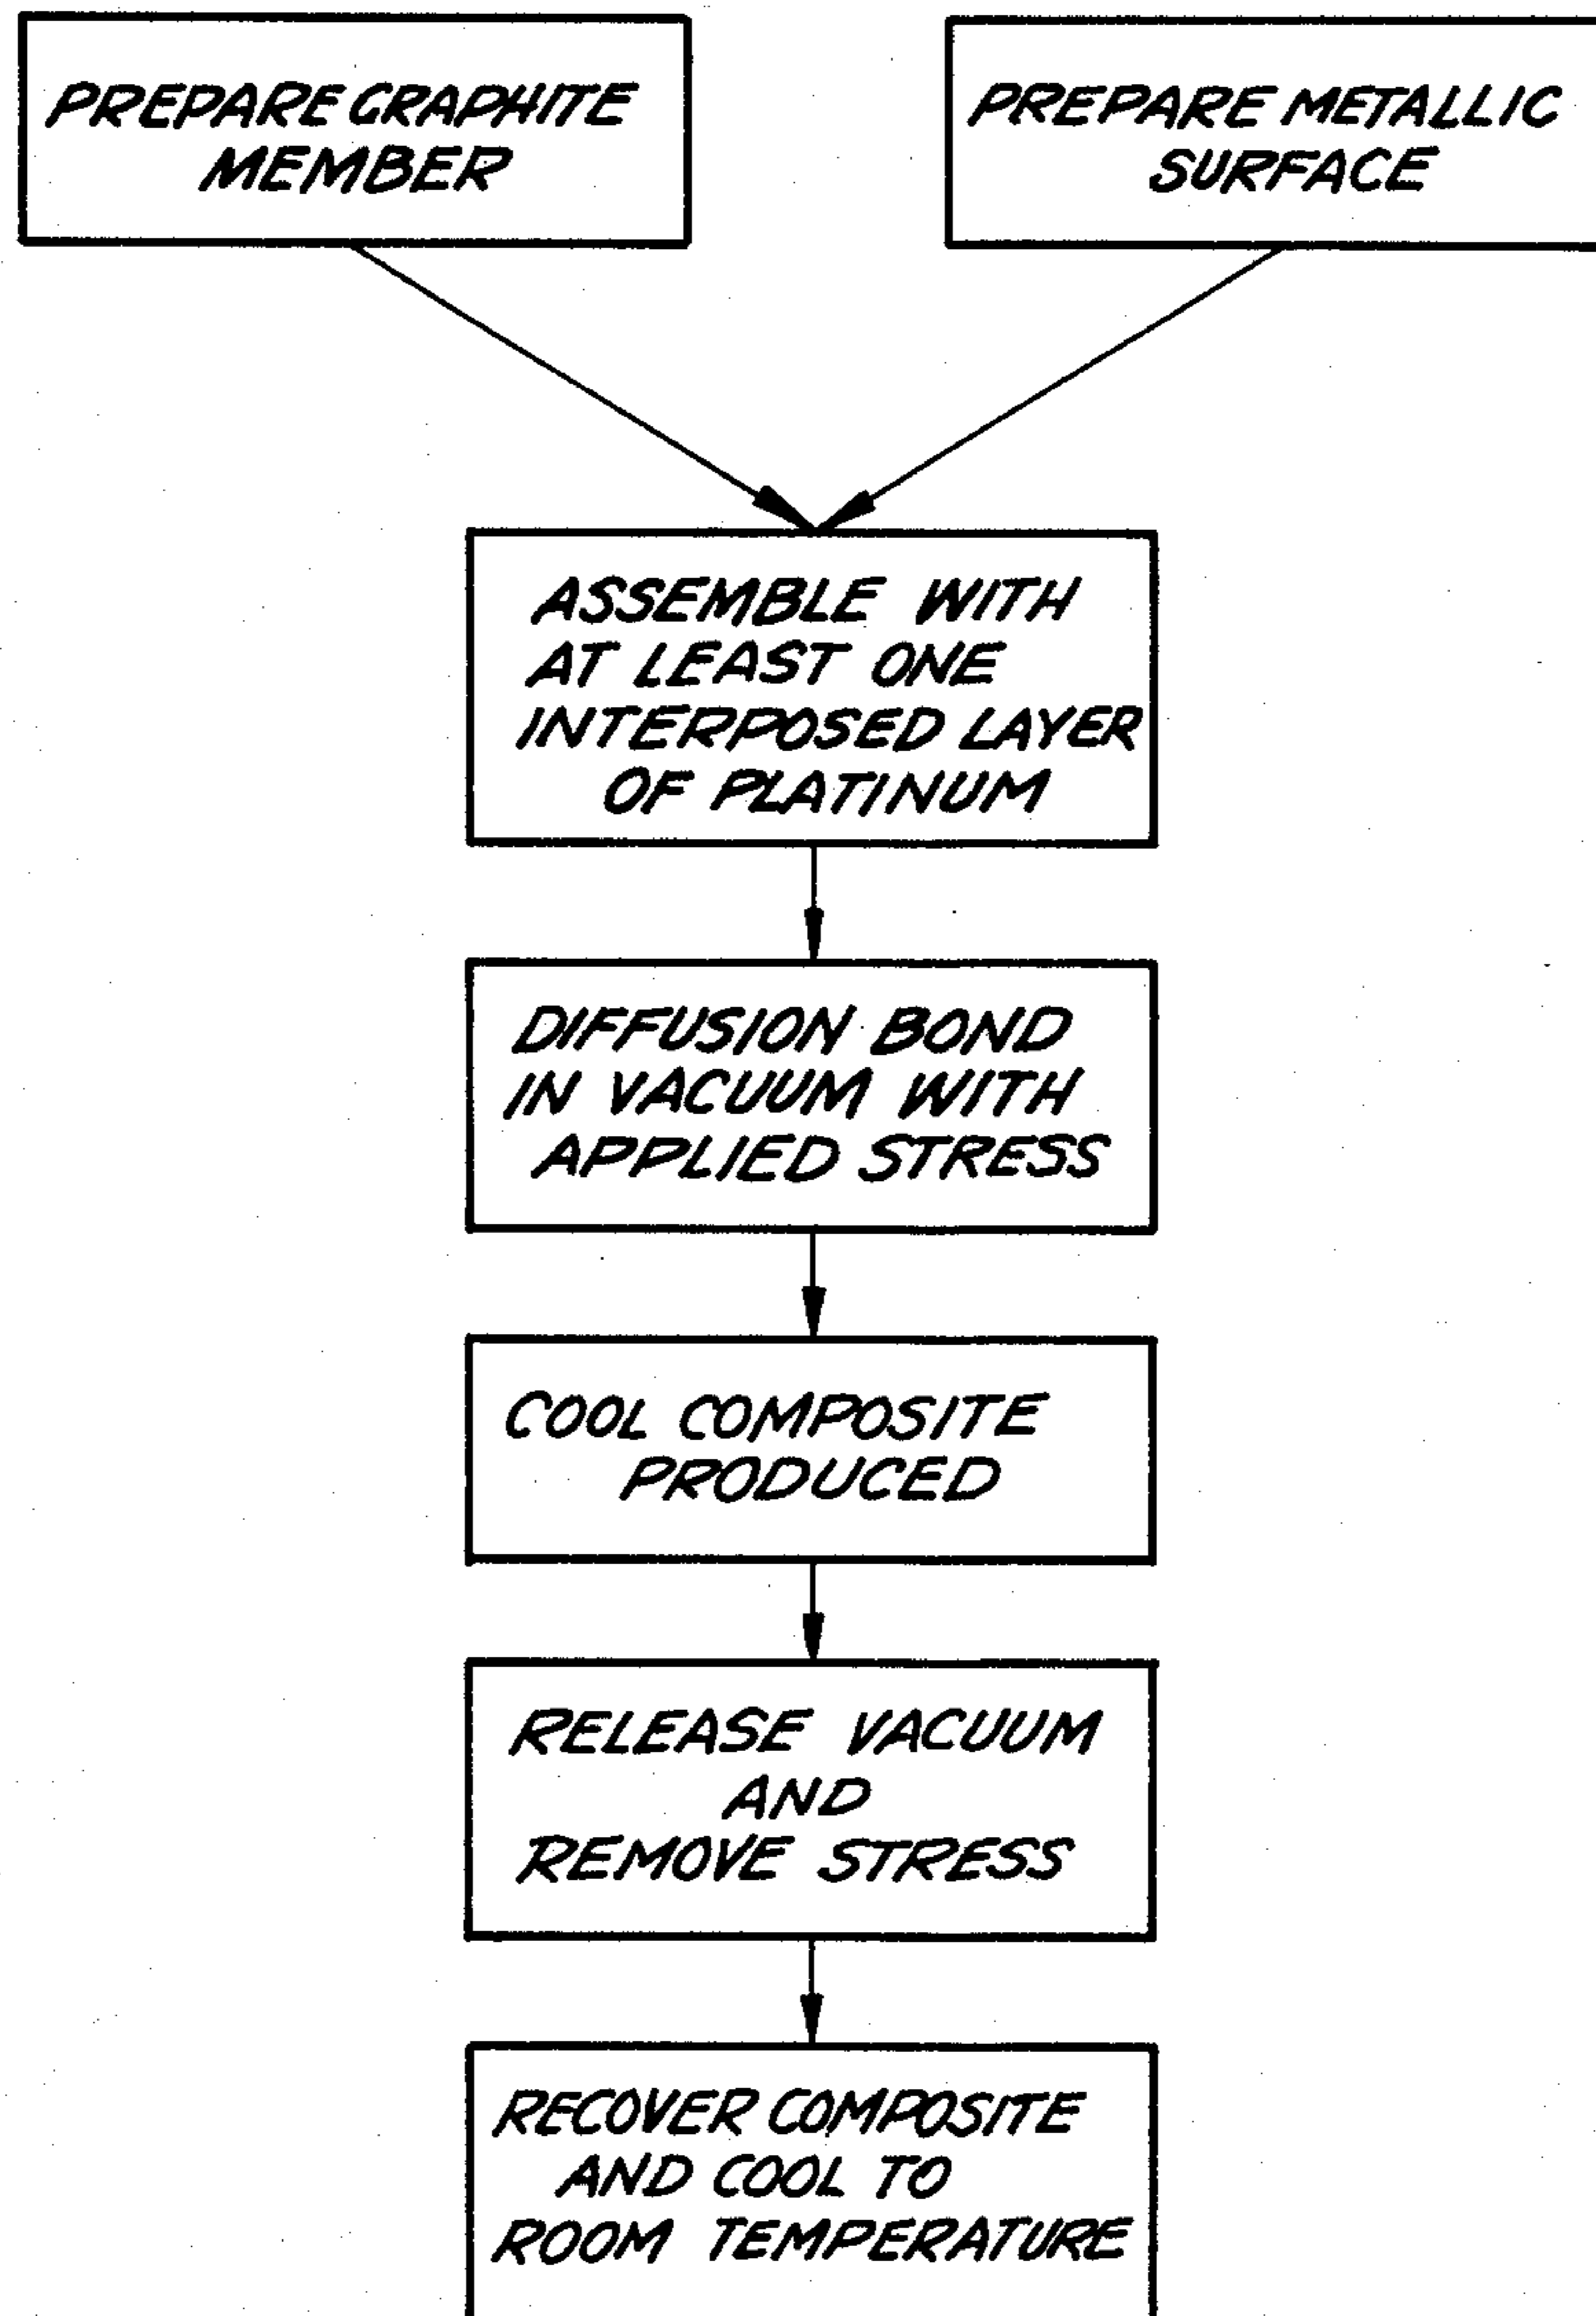 PREPARE GRAPHITE
MEMBER
PREPARE METALLIC
SURFACE
ASSEMBLE WITH
AT LEAST ONE
INTERPOSED LAYER
OF PLATINUM
DIFFUSION BOND
IN VACUUM WITH
APPLIED STRESS
COOL COMPOSITE
PRODUCED
RELEASE VACUUM
AND
REMOVE STRESS
RECOVER COMPOSITE
AND COOL TO
ROOM TEMPERATURE